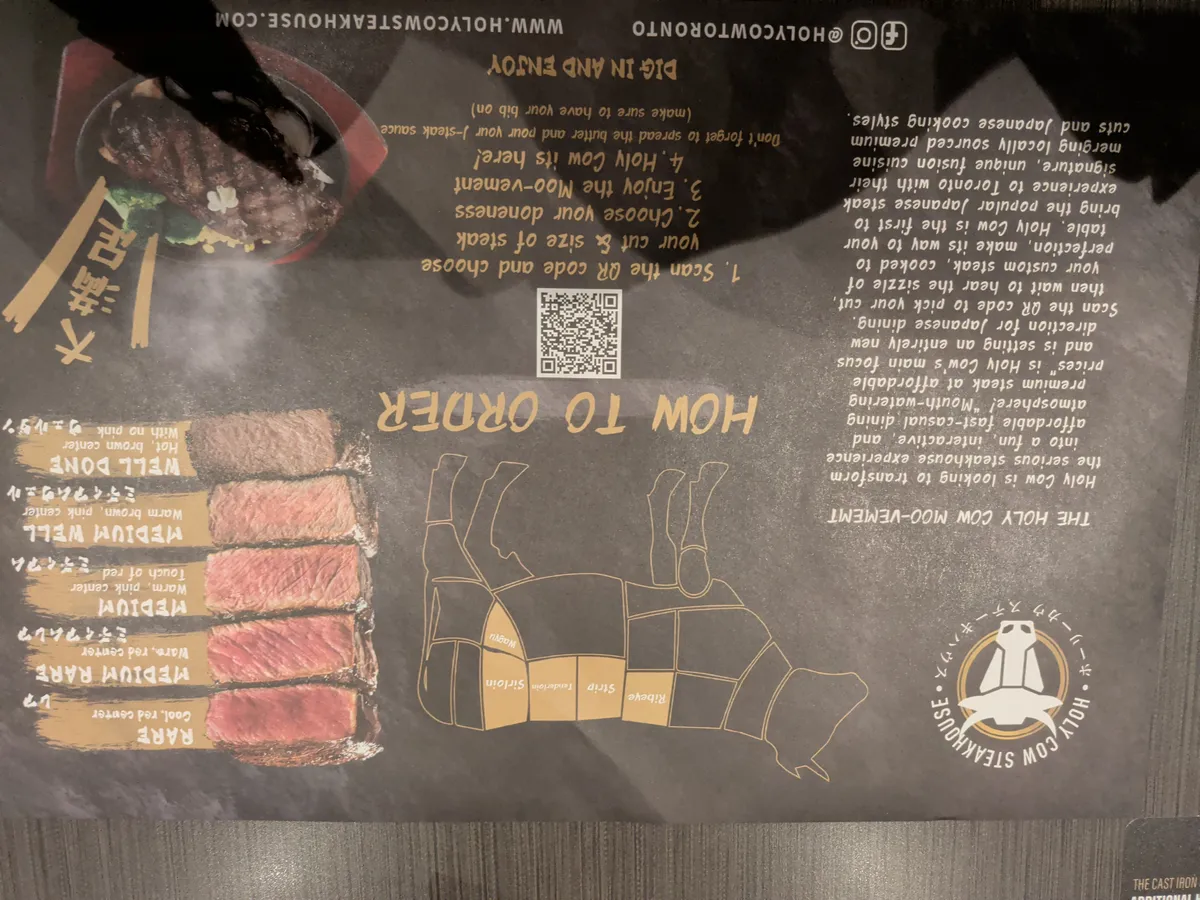 HOLY COW STEAKHOUSE
ホーリーカウステーキハウス
THE HOLY COW MOO-VEMENT
Holy Cow is looking to transform
the serious steakhouse experience
into a fun, interactive, and
affordable fast-casual dining
atmosphere! "Mouth-watering
premium steak at affordable
prices" is Holy Cow's main focus
and is setting an entirely new
direction for Japanese dining.
Scan the QR code to pick your cut,
then wait to hear the sizzle of
your custom steak, cooked to
perfection, make its way to your
table. Holy Cow is the first to
bring the popular Japanese steak
experience to Toronto with their
signature, unique fusion cuisine
merging locally sourced premium
cuts and Japanese cooking styles.
Ribeye
Strip
Tenderloin
Sirloin
Wagyu
HOW TO ORDER
1. Scan the QR code and choose
your cut & size of steak
2. Choose your doneness
3. Enjoy the Moo-vement
4. Holy Cow its here!
Don't forget to spread the butter and pour your J-steak sauce
(make sure to have your bib on)
DIG IN AND ENJOY
RARE
Cool, red center
レア
MEDIUM RARE
Warm, red center
ミディアムレア
MEDIUM
Warm, pink center
Touch of red
ミディアム
MEDIUM WELL
Warm brown, pink center
ミディアムウェル
WELL DONE
Hot, brown center
With no pink
ウェルダン
大満足
@HOLYCOWTORONTO
WWW.HOLYCOWSTEAKHOUSE.COM
THE CAST IRON